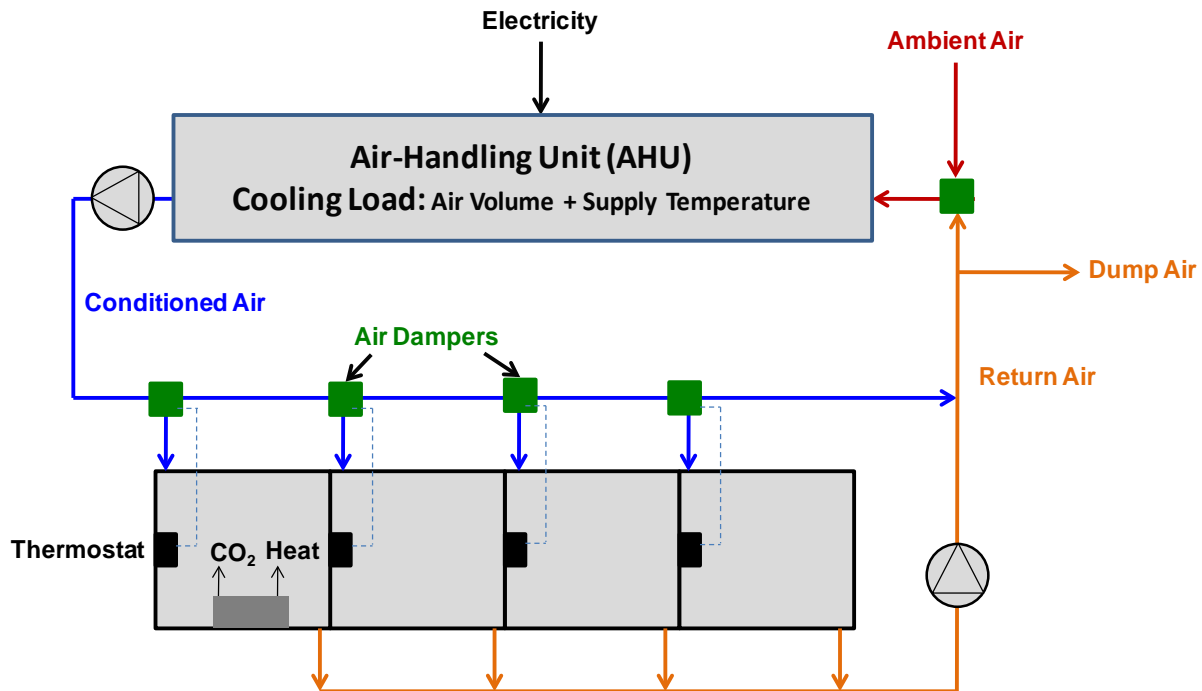 Electricity
Ambient Air
Air-Handling Unit (AHU)
Cooling Load: Air Volume + Supply Temperature
Dump Air
Conditioned Air
Air Dampers
Return Air
Thermostat
CO₂ Heat